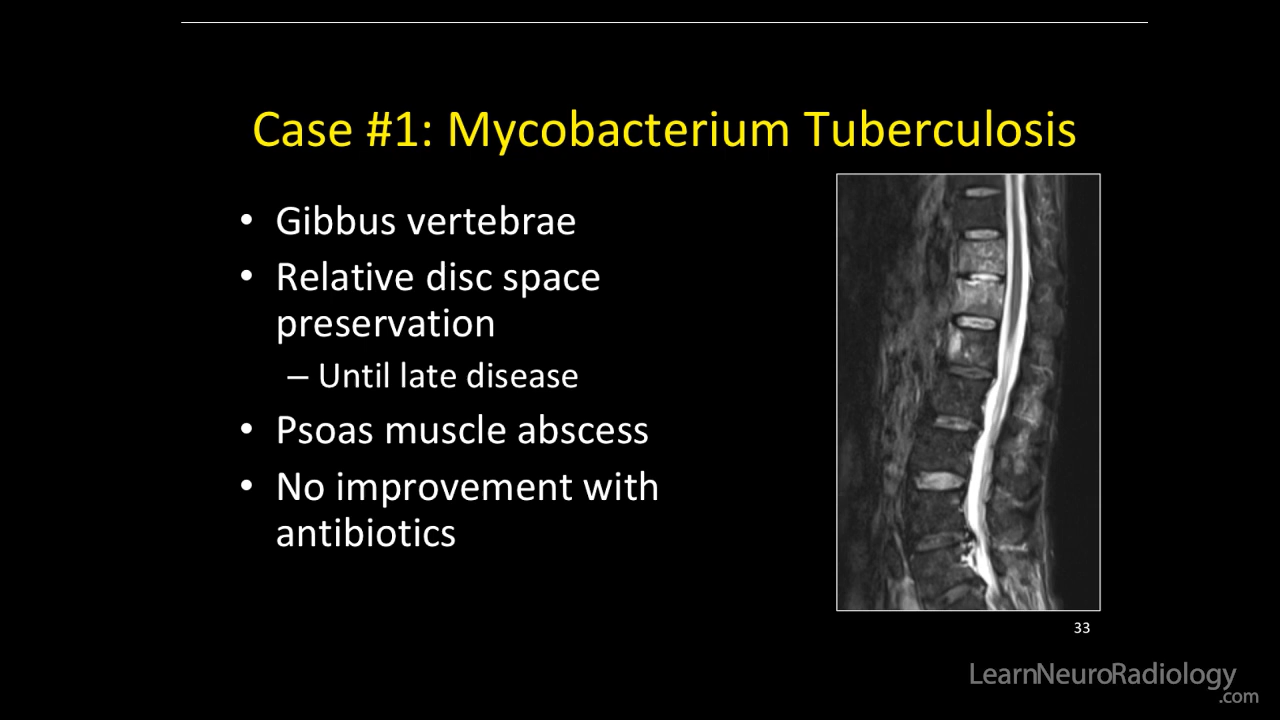 Case #1: Mycobacterium Tuberculosis
• Gibbus vertebrae
• Relative disc space
preservation
– Until late disease
• Psoas muscle abscess
• No improvement with
antibiotics
33
LearnNeuroRadiology
.com